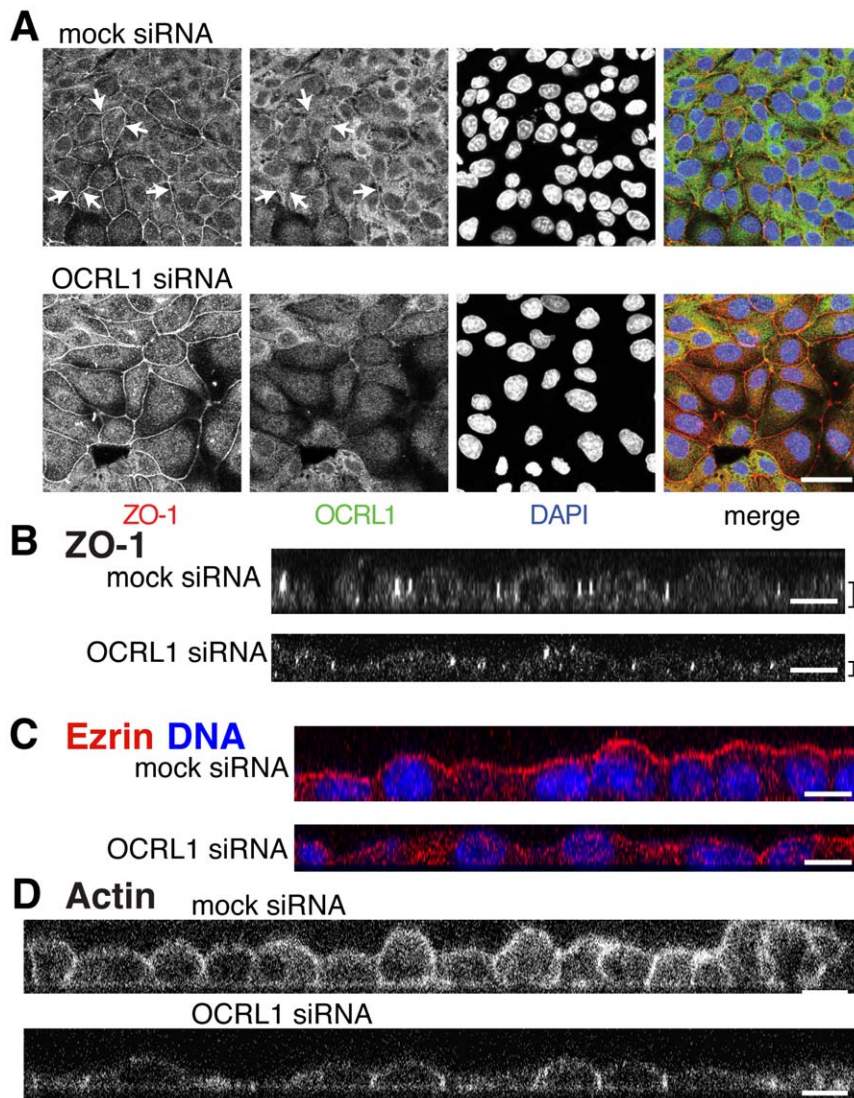 A
mock siRNA
OCRL1 siRNA
ZO-1 OCRL1 DAPI merge
B ZO-1
mock siRNA
OCRL1 siRNA
C Ezrin DNA
mock siRNA
OCRL1 siRNA
D Actin
mock siRNA
OCRL1 siRNA